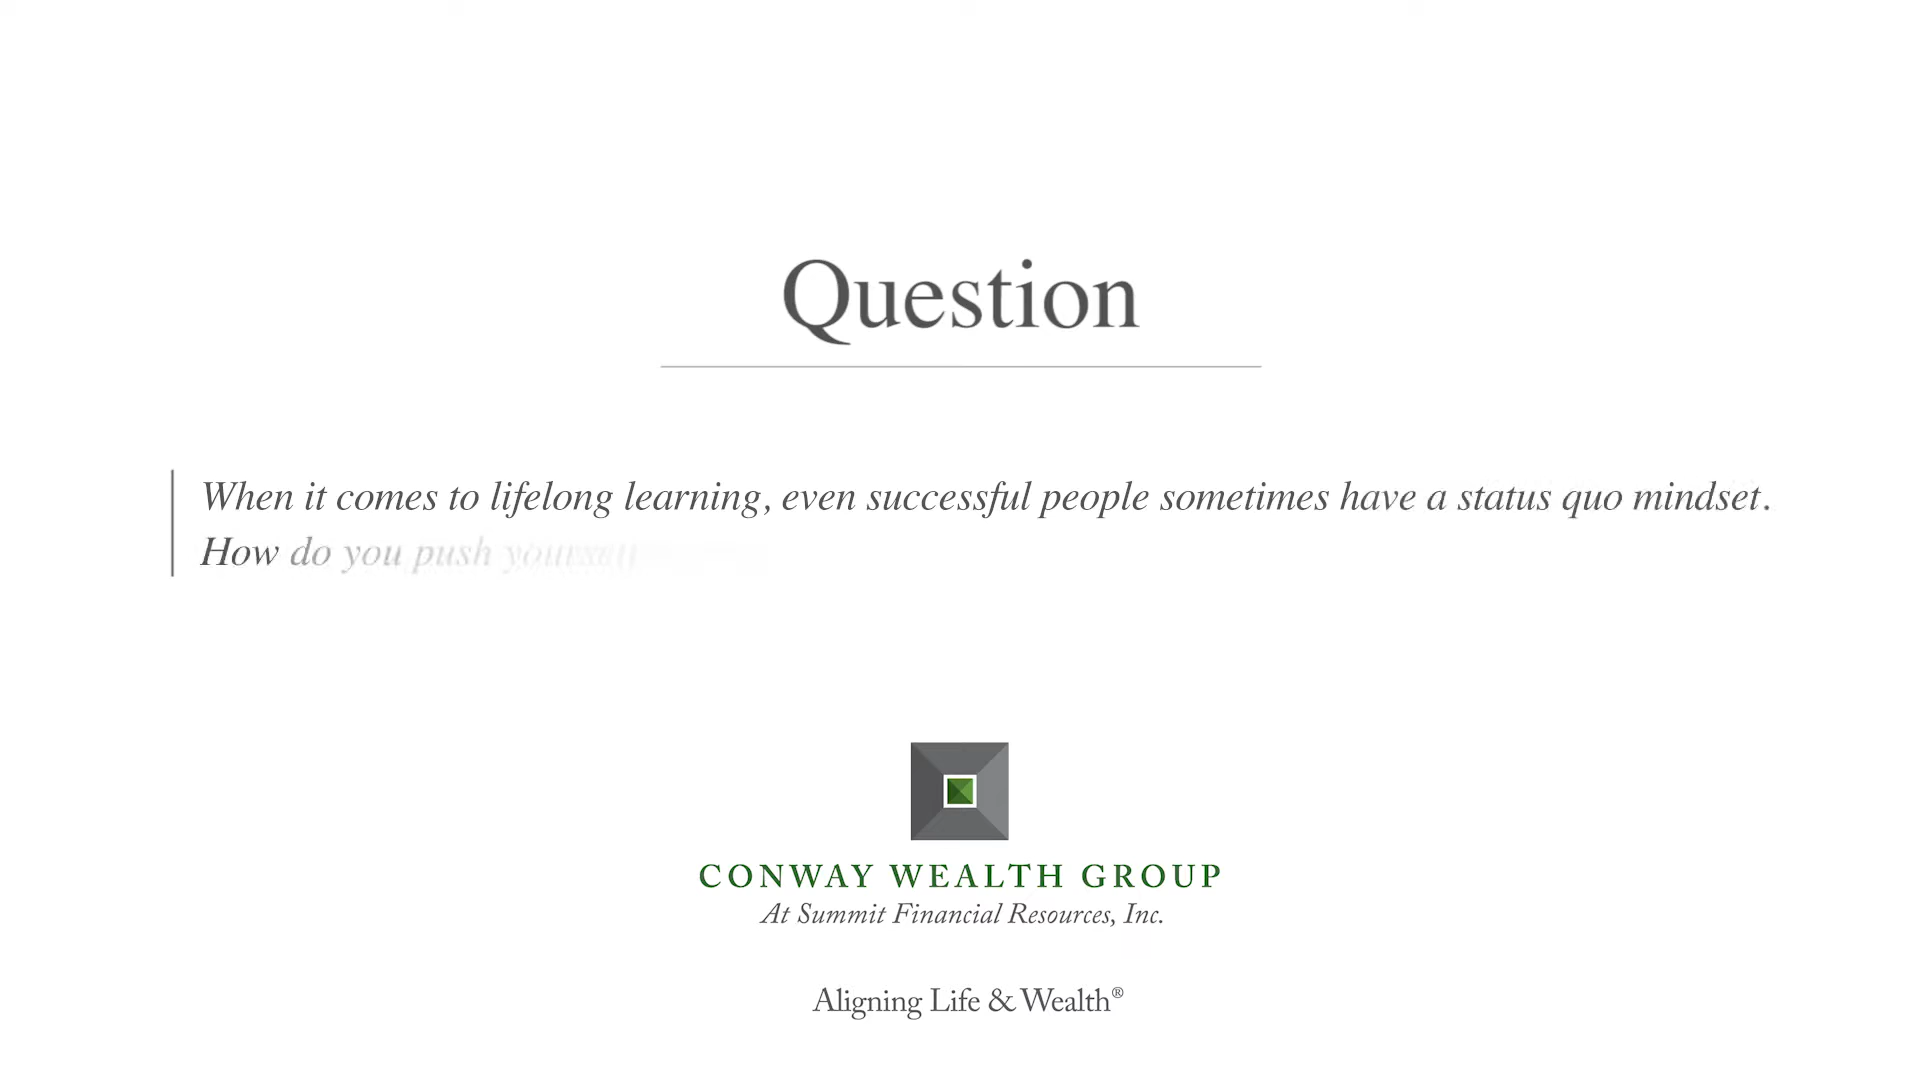 Question
When it comes to lifelong learning, even successful people sometimes have a status quo mindset.
How do you push yourself
CONWAY WEALTH GROUP
At Summit Financial Resources, Inc.
Aligning Life & Wealth®